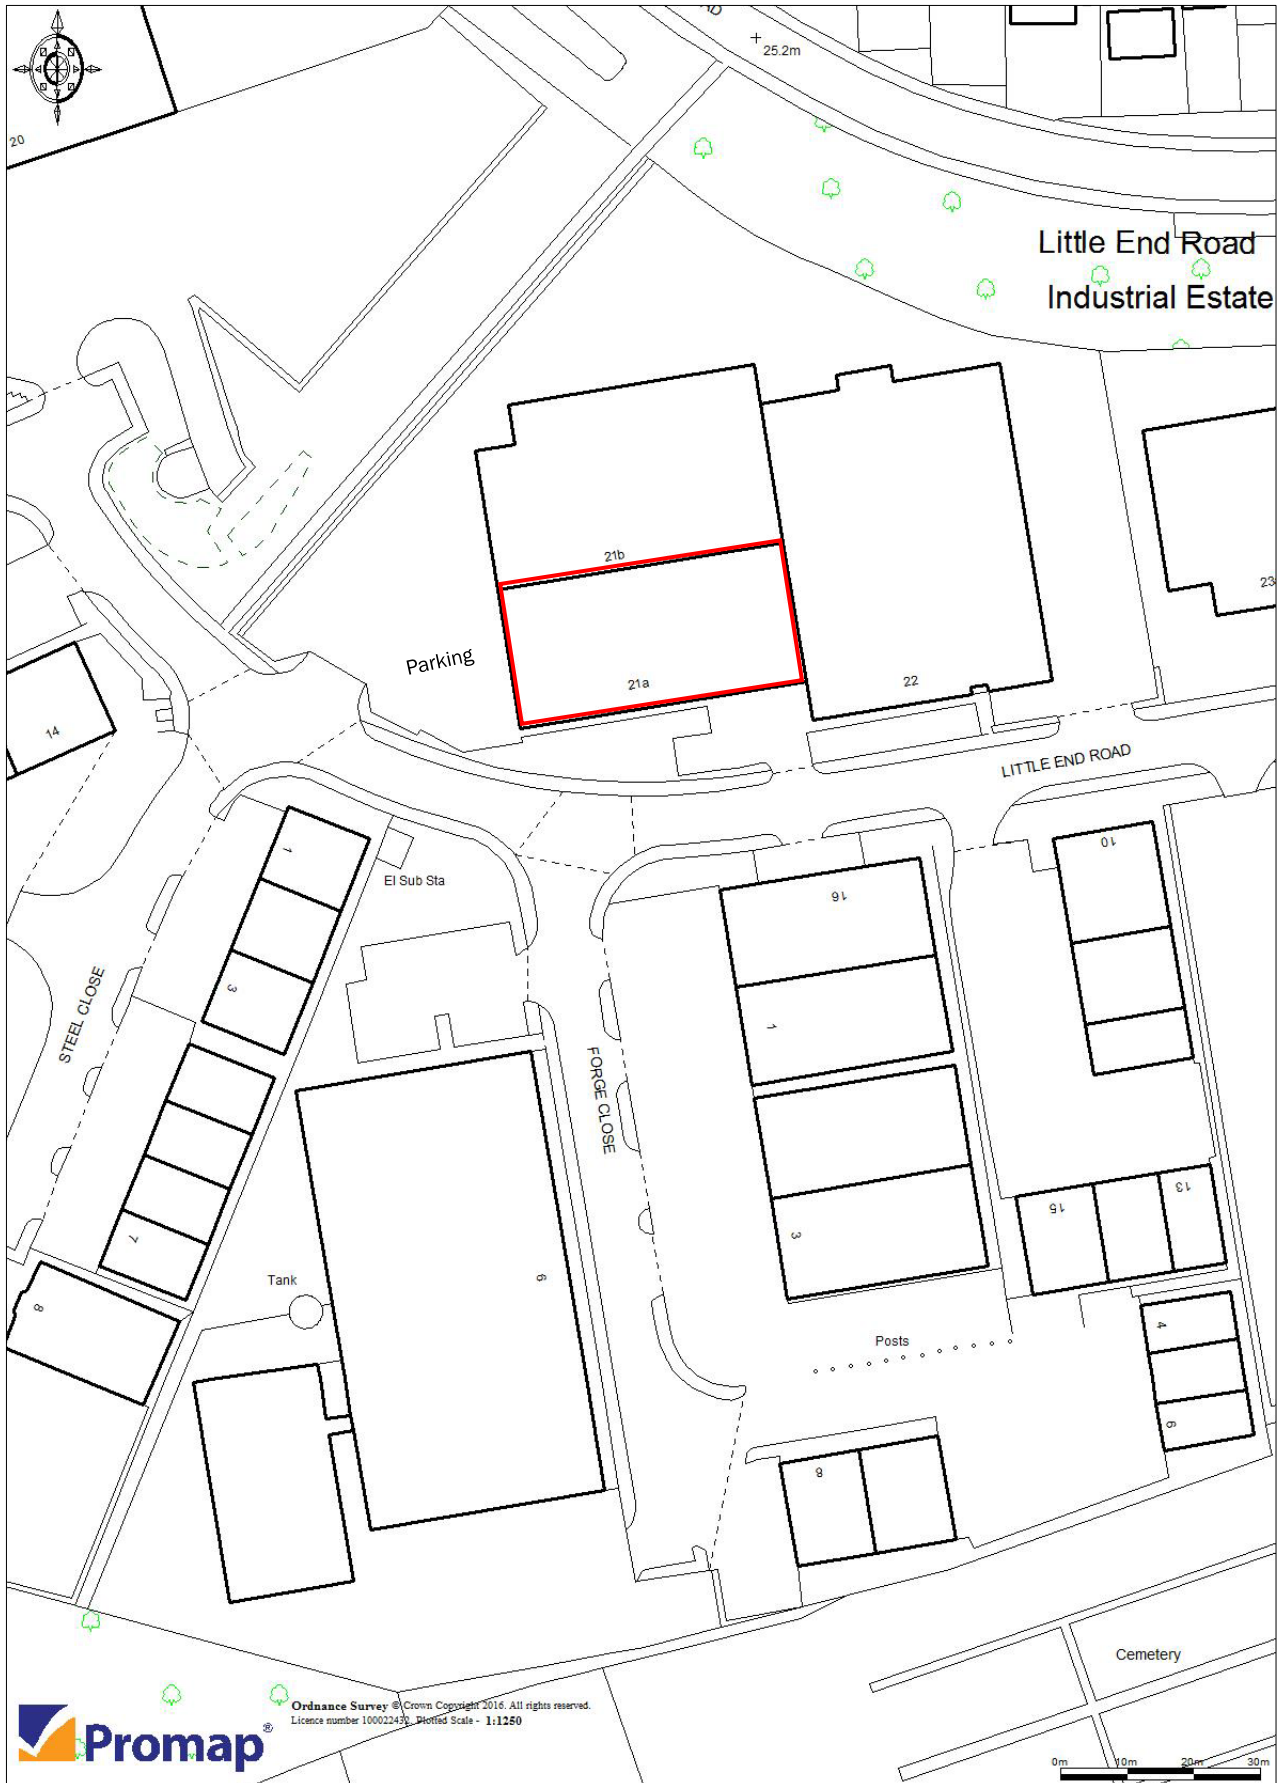 25.2m
20
Little End Road
Industrial Estate
21b
23
Parking
21a
22
14
LITTLE END ROAD
1
10
El Sub Sta
16
3
STEEL CLOSE
1
FORGE CLOSE
13
15
3
7
Tank
6
8
4
Posts
6
8
Cemetery
Ordnance Survey © Crown Copyright 2016. All rights reserved.
Licence number 100022432. Plotted Scale - 1:1250
Promap®
0m 10m 20m 30m